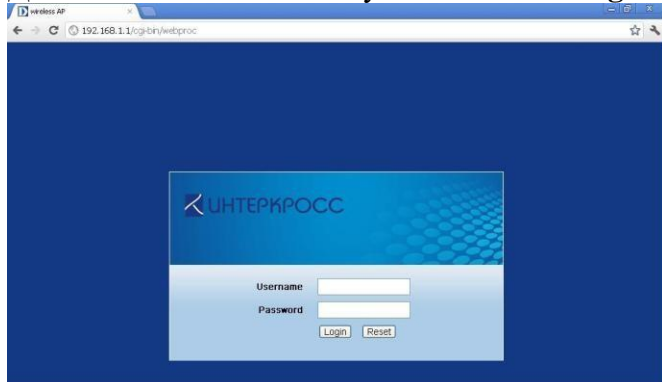 wireless AP
192.168.1.1/cgi-bin/webproc
ИНТЕРКРОСС
Username
Password
Login Reset